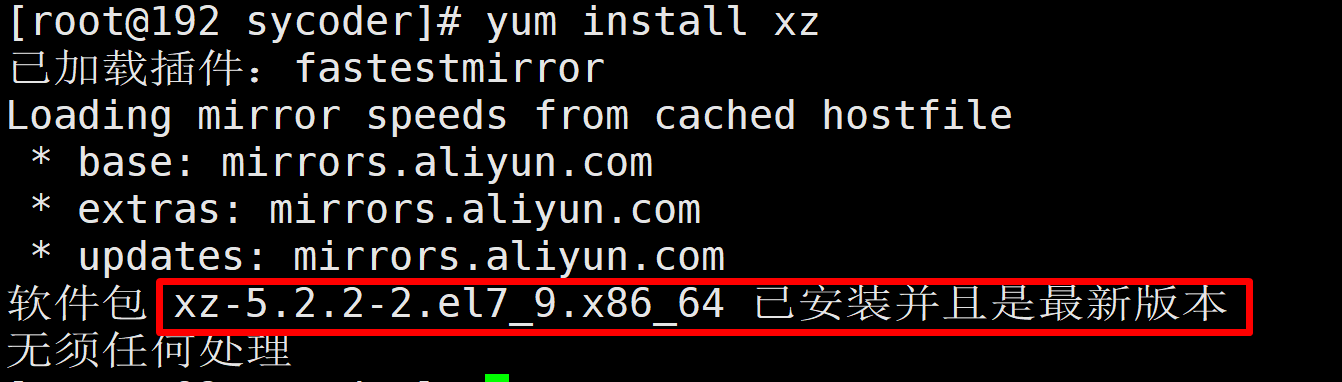 [root@192 sycoder]# yum install xz
已加载插件：fastestmirror
Loading mirror speeds from cached hostfile
 * base: mirrors.aliyun.com
 * extras: mirrors.aliyun.com
 * updates: mirrors.aliyun.com
软件包 xz-5.2.2-2.el7_9.x86_64 已安装并且是最新版本
无须任何处理